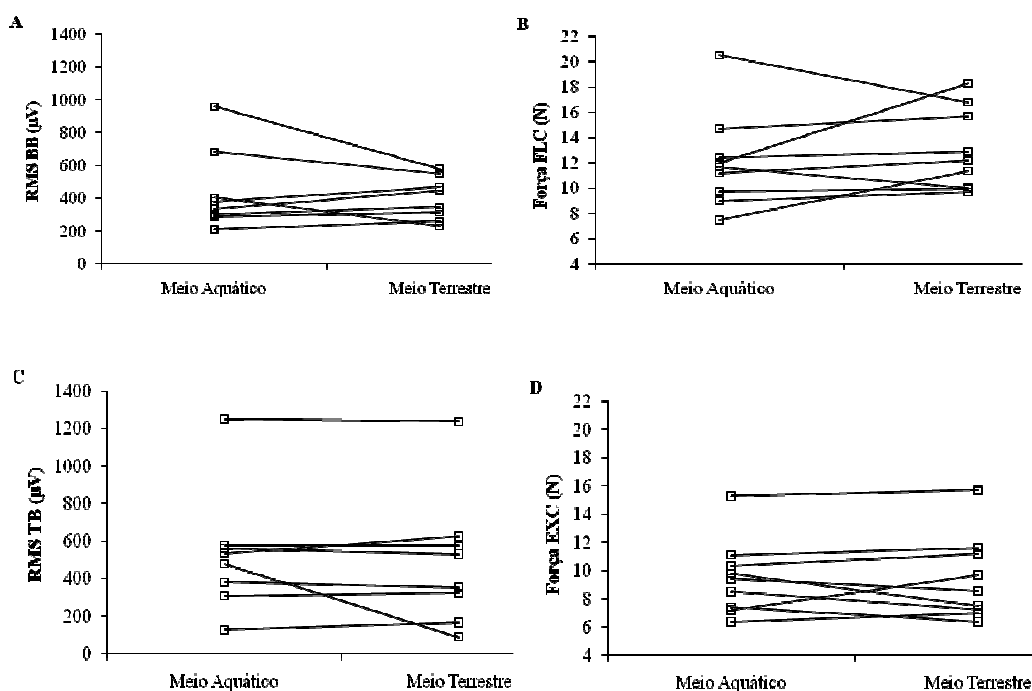 A
RMS BB (µV)
1400
1200
1000
800
600
400
200
0
Meio Aquático
Meio Terrestre
B
Força FLC (N)
22
20
18
16
14
12
10
8
6
4
Meio Aquático
Meio Terrestre
C
RMS TB (µV)
1400
1200
1000
800
600
400
200
0
Meio Aquático
Meio Terrestre
D
Força EXC (N)
22
20
18
16
14
12
10
8
6
4
Meio Aquático
Meio Terrestre